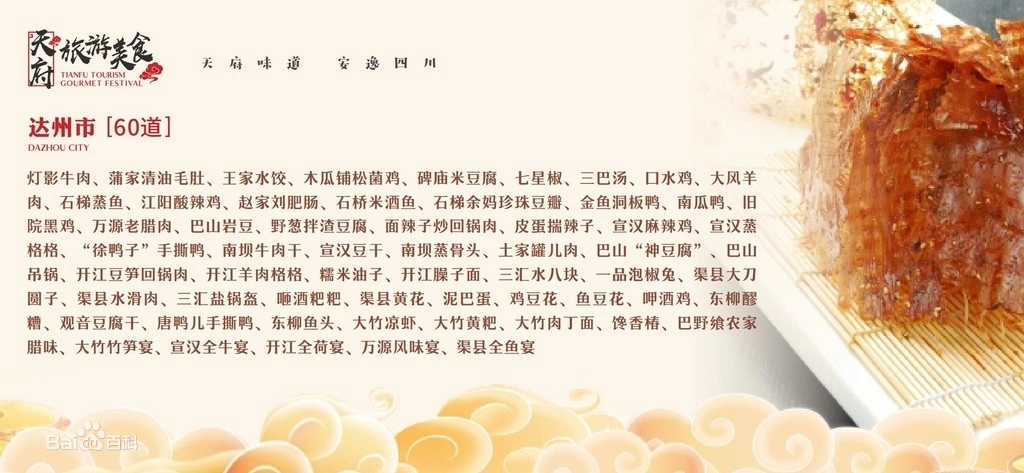 天府旅游美食
TIANFU TOURISM
GOURMET FESTIVAL
天府味道 安逸四川
达州市 [60道]
DAZHOU CITY
灯影牛肉、蒲家清油毛肚、王家水饺、木瓜铺松菌鸡、碑庙米豆腐、七星椒、三巴汤、口水鸡、大风羊
肉、石梯蒸鱼、江阳酸辣鸡、赵家刘肥肠、石桥米酒鱼、石梯余妈珍珠豆瓣、金鱼洞板鸭、南瓜鸭、旧
院黑鸡、万源老腊肉、巴山岩豆、野葱拌渣豆腐、面辣子炒回锅肉、皮蛋揣辣子、宣汉麻辣鸡、宣汉蒸
格格、“徐鸭子”手撕鸭、南坝牛肉干、宣汉豆干、南坝蒸骨头、土家罐儿肉、巴山“神豆腐”、巴山
吊锅、开江豆笋回锅肉、开江羊肉格格、糯米油子、开江臊子面、三汇水八块、一品泡椒兔、渠县大刀
圆子、渠县水滑肉、三汇盐锅盔、咂酒粑粑、渠县黄花、泥巴蛋、鸡豆花、鱼豆花、呷酒鸡、东柳醪
糟、观音豆腐干、唐鸭儿手撕鸭、东柳鱼头、大竹凉虾、大竹黄粑、大竹肉丁面、馋香椿、巴野飨农家
腊味、大竹竹笋宴、宣汉全牛宴、开江全荷宴、万源风味宴、渠县全鱼宴
Bai百科